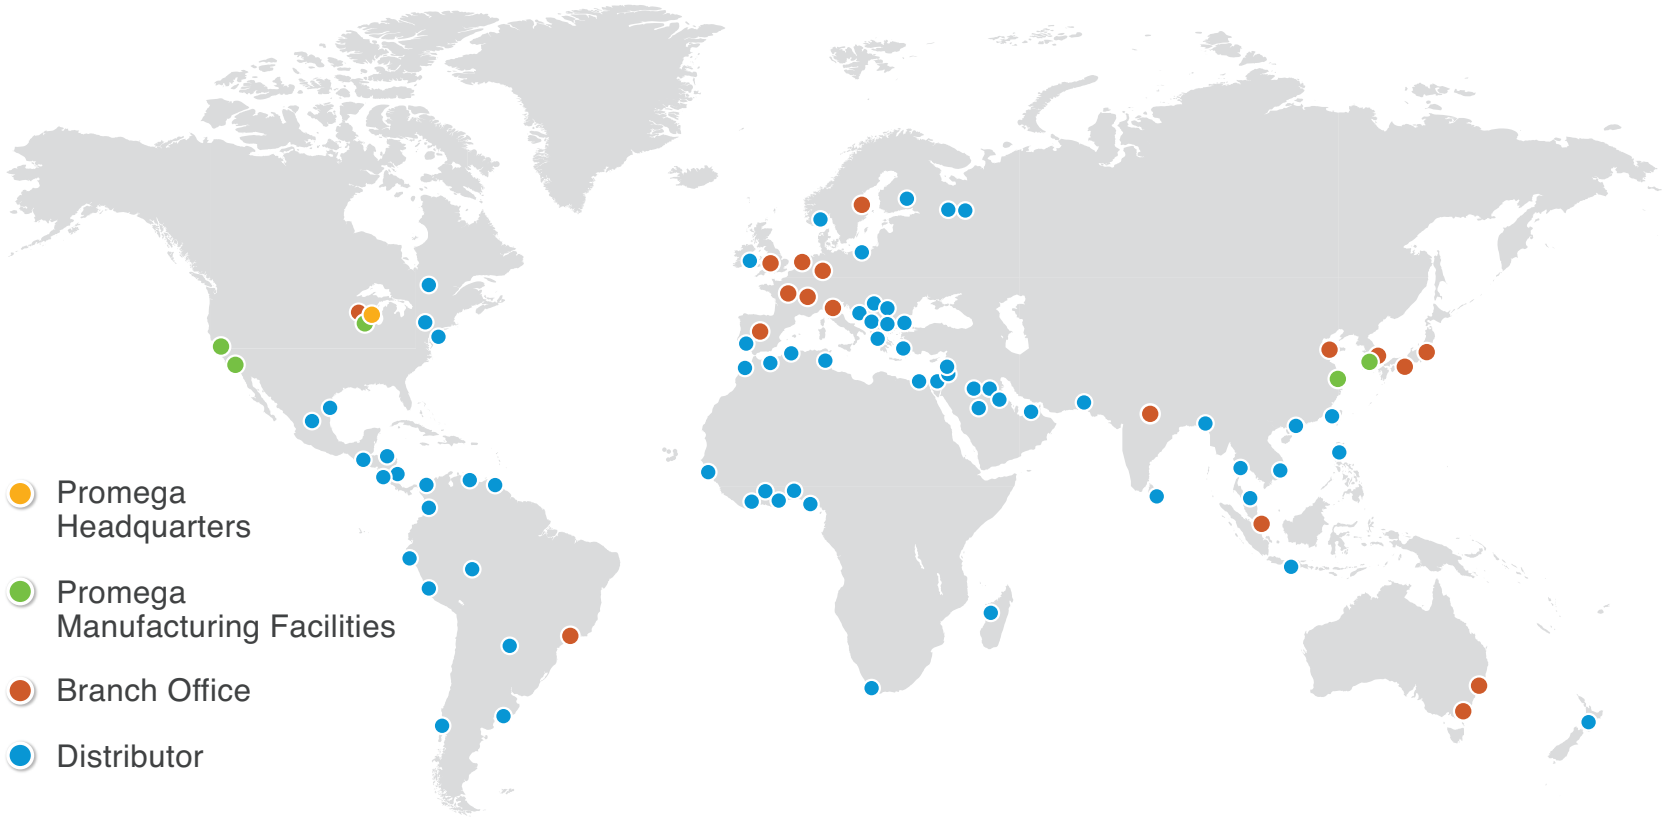 Promega
Headquarters
Promega
Manufacturing Facilities
Branch Office
Distributor